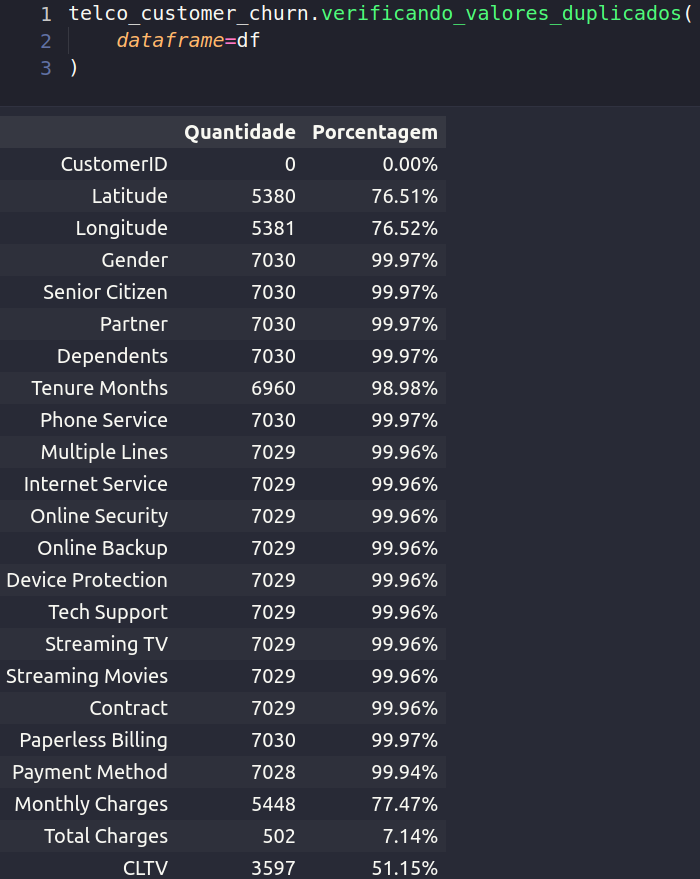 1 telco_customer_churn.verificando_valores_duplicados(
2 dataframe=df
3 )
Quantidade Porcentagem
CustomerID 0 0.00%
Latitude 5380 76.51%
Longitude 5381 76.52%
Gender 7030 99.97%
Senior Citizen 7030 99.97%
Partner 7030 99.97%
Dependents 7030 99.97%
Tenure Months 6960 98.98%
Phone Service 7030 99.97%
Multiple Lines 7029 99.96%
Internet Service 7029 99.96%
Online Security 7029 99.96%
Online Backup 7029 99.96%
Device Protection 7029 99.96%
Tech Support 7029 99.96%
Streaming TV 7029 99.96%
Streaming Movies 7029 99.96%
Contract 7029 99.96%
Paperless Billing 7030 99.97%
Payment Method 7028 99.94%
Monthly Charges 5448 77.47%
Total Charges 502 7.14%
CLTV 3597 51.15%